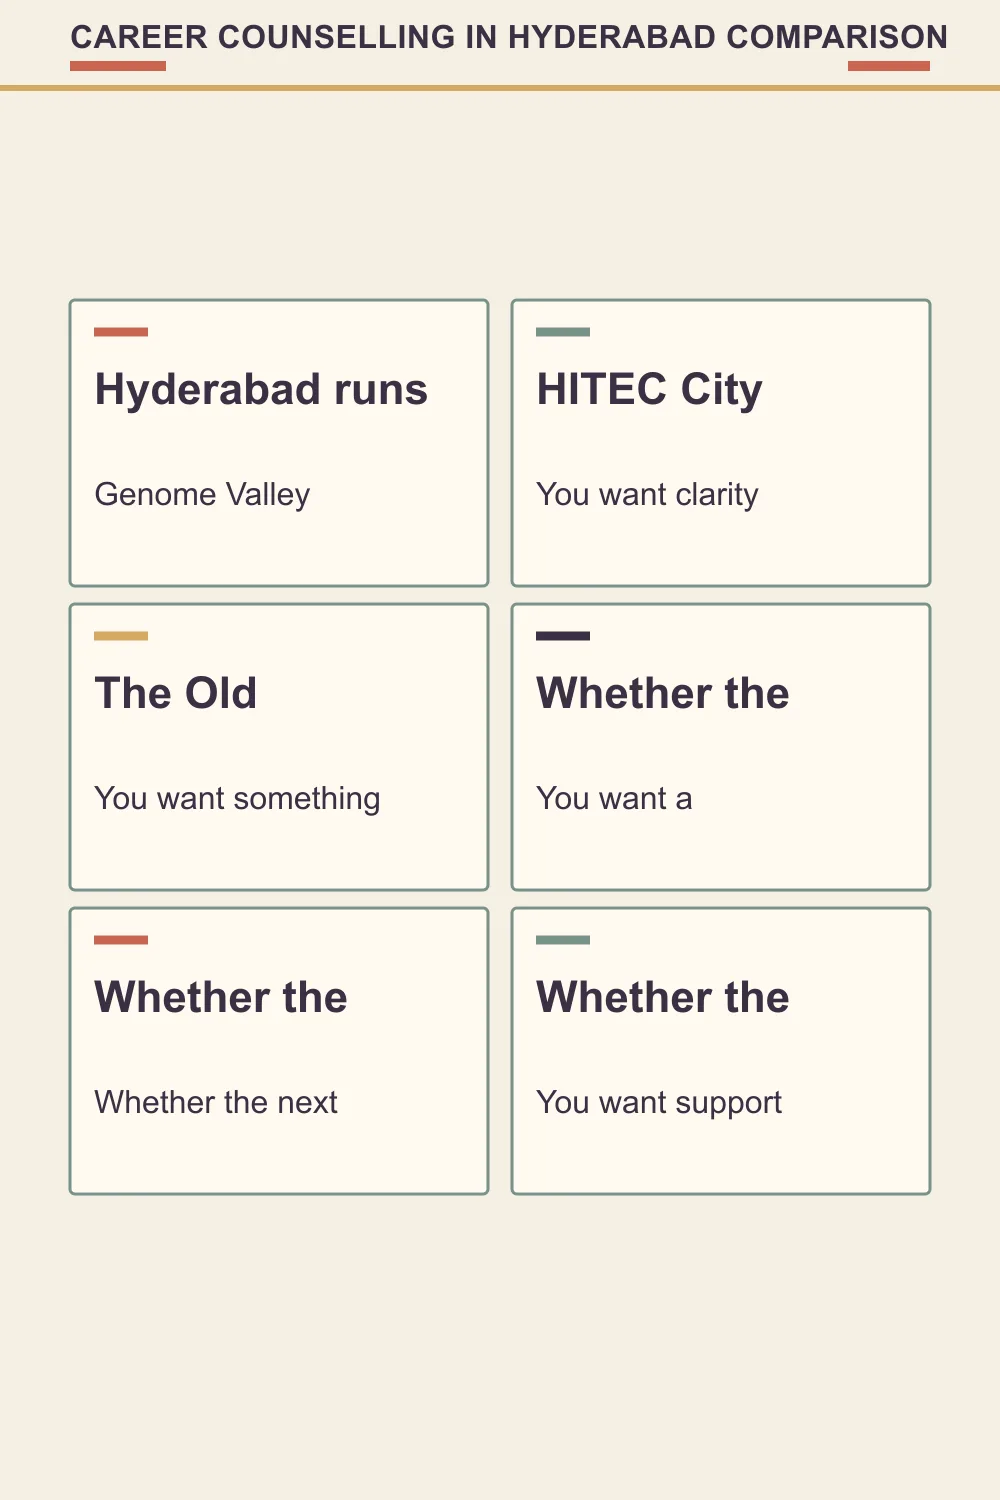 CAREER COUNSELLING IN HYDERABAD COMPARISON
Hyderabad runs
Genome Valley
HITEC City
You want clarity
The Old
You want something
Whether the
You want a
Whether the
Whether the next
Whether the
You want support